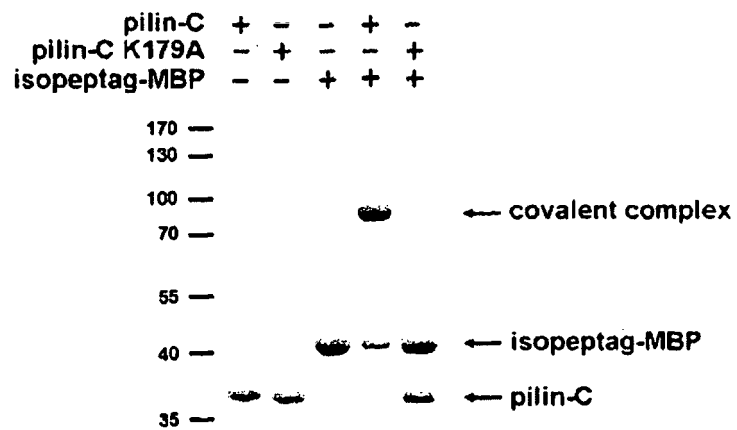 pilin-C + – – + –
pilin-C K179A – + – – +
isopeptag-MBP – – + + +
170
130
100
covalent complex
70
55
isopeptag-MBP
40
pilin-C
35